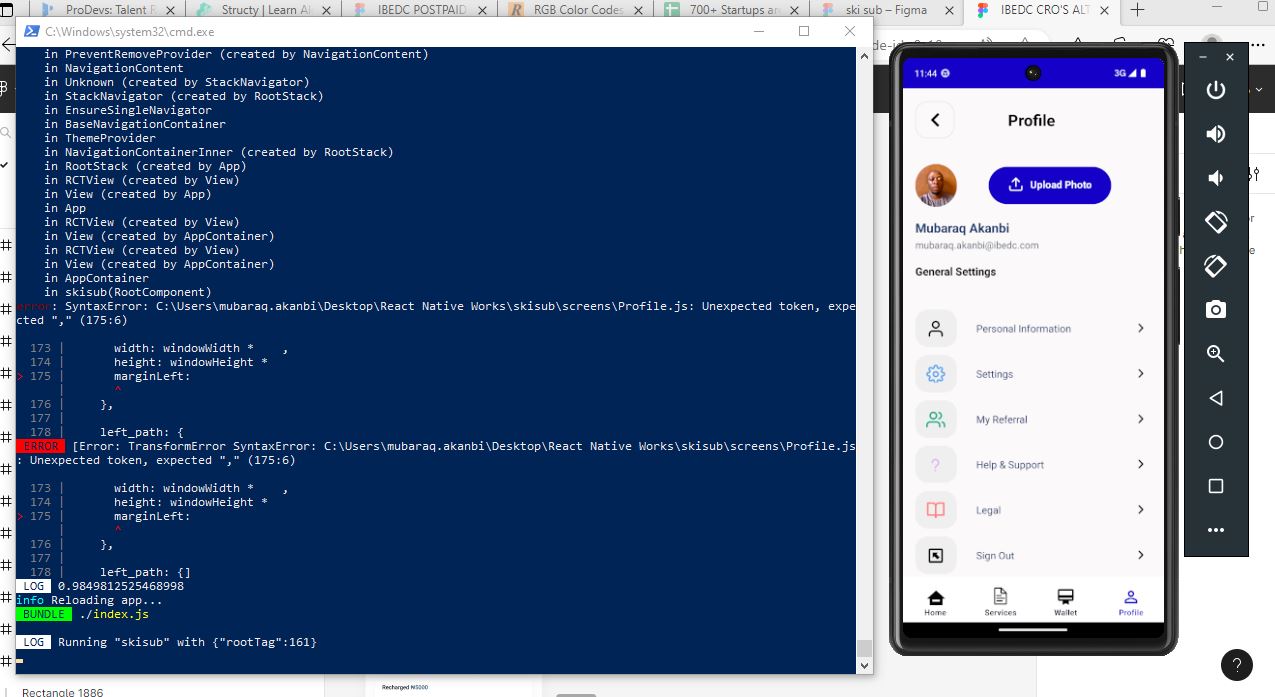 ProDevs: Talent R
Structy | Learn Al
IBEDC POSTPAID
RGB Color Codes
700+ Startups are
ski sub – Figma
IBEDC CRO'S ALT
C:\Windows\system32\cmd.exe
in PreventRemoveProvider (created by NavigationContent)
in NavigationContent
in Unknown (created by StackNavigator)
in StackNavigator (created by RootStack)
in EnsureSingleNavigator
in BaseNavigationContainer
in ThemeProvider
in NavigationContainerInner (created by RootStack)
in RootStack (created by App)
in RCTView (created by View)
in View (created by App)
in App
in RCTView (created by View)
in View (created by AppContainer)
in RCTView (created by View)
in View (created by AppContainer)
in AppContainer
in skisub(RootComponent)
error: SyntaxError: C:\Users\mubaraq.akanbi\Desktop\React Native Works\skisub\screens\Profile.js: Unexpected token, expe
cted "," (175:6)
173 | width: windowWidth * ,
174 | height: windowHeight *
> 175 | marginLeft:
| ^
176 | },
177 |
178 | left_path: {
ERROR [Error: TransformError SyntaxError: C:\Users\mubaraq.akanbi\Desktop\React Native Works\skisub\screens\Profile.js
: Unexpected token, expected "," (175:6)
173 | width: windowWidth * ,
174 | height: windowHeight *
> 175 | marginLeft:
| ^
176 | },
177 |
178 | left_path: {]
LOG 0.9849812525468998
info Reloading app...
BUNDLE ./index.js
LOG Running "skisub" with {"rootTag":161}
11:44
3G
Profile
Upload Photo
Mubaraq Akanbi
mubaraq.akanbi@ibedc.com
General Settings
Personal Information
Settings
My Referral
Help & Support
Legal
Sign Out
Home
Services
Wallet
Profile
?
Rectangle 1886
Recharged ₦5000